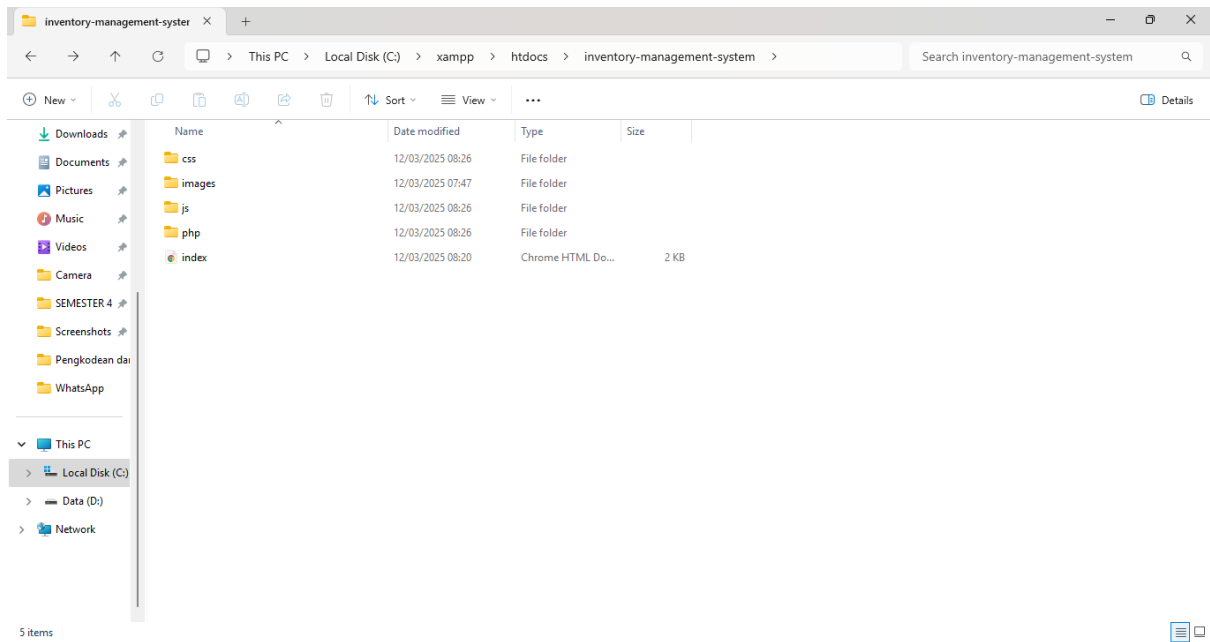 inventory-management-syster
This PC > Local Disk (C:) > xampp > htdocs > inventory-management-system >
Search inventory-management-system
New
Sort
View
Details
Downloads
Documents
Pictures
Music
Videos
Camera
SEMESTER 4
Screenshots
Pengkodean dar
WhatsApp
This PC
Local Disk (C:)
Data (D:)
Network
Name Date modified Type Size
css 12/03/2025 08:26 File folder
images 12/03/2025 07:47 File folder
js 12/03/2025 08:26 File folder
php 12/03/2025 08:26 File folder
index 12/03/2025 08:20 Chrome HTML Do... 2 KB
5 items